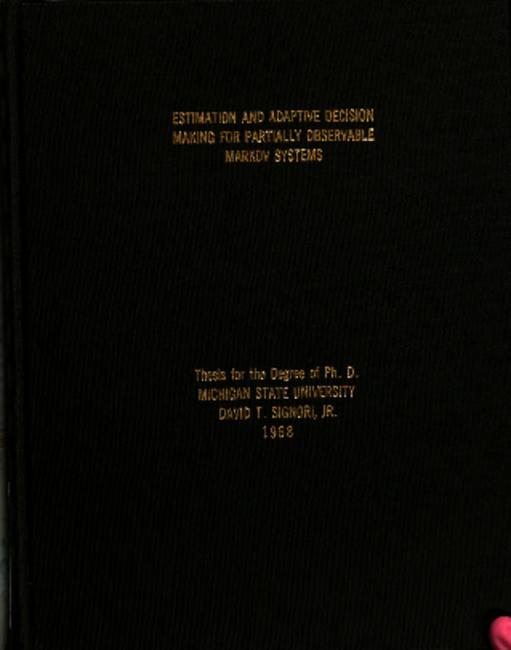 ESTIMATION AND ADAPTIVE DECISION
MAKING FOR PARTIALLY OBSERVABLE
MARKOV SYSTEMS
Thesis for the Degree of Ph. D.
MICHIGAN STATE UNIVERSITY
DAVID T. SIGNORI, JR.
1968